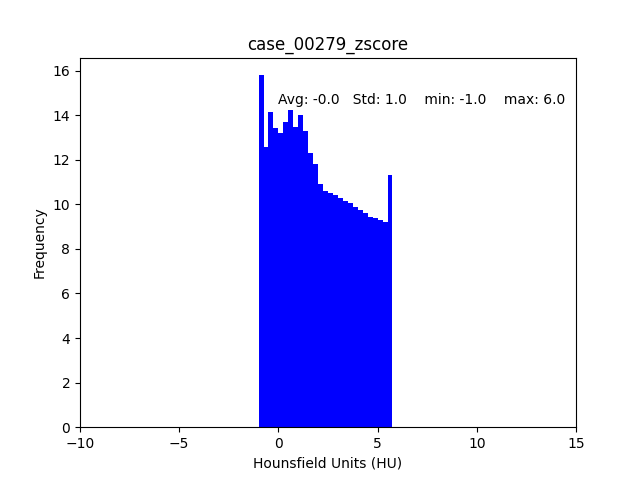 case_00279_zscore
Avg: -0.0 Std: 1.0 min: -1.0 max: 6.0
16
14
12
10
8
6
4
2
0
Frequency
−10 −5 0 5 10 15
Hounsfield Units (HU)